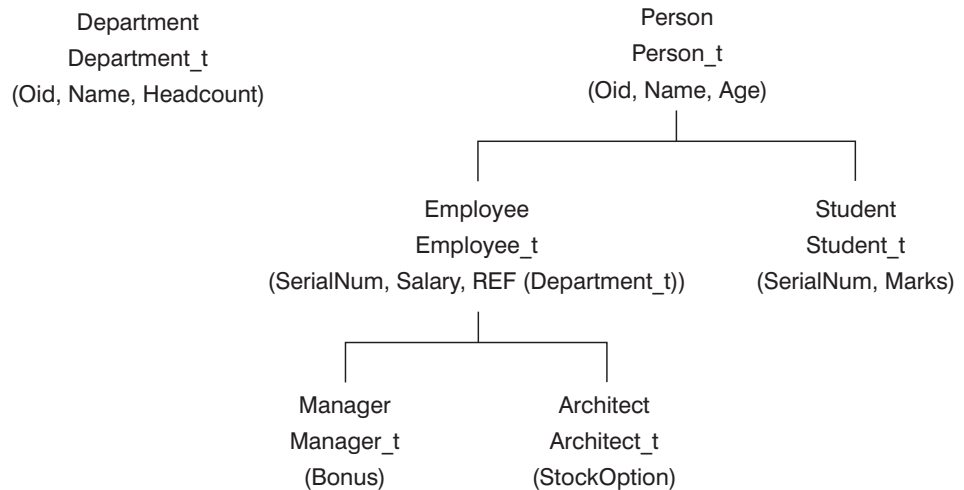 Department
Department_t
(Oid, Name, Headcount)
Person
Person_t
(Oid, Name, Age)
Employee
Employee_t
(SerialNum, Salary, REF (Department_t))
Student
Student_t
(SerialNum, Marks)
Manager
Manager_t
(Bonus)
Architect
Architect_t
(StockOption)